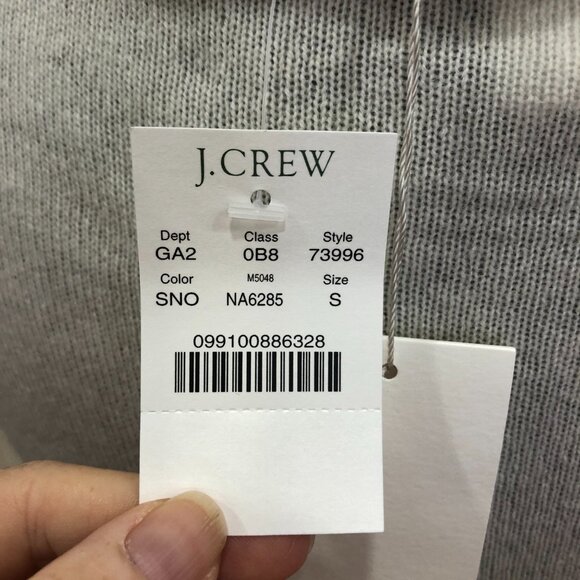 J.CREW
Dept Class Style
GA2 0B8 73996
Color M5048 Size
SNO NA6285 S
099100886328